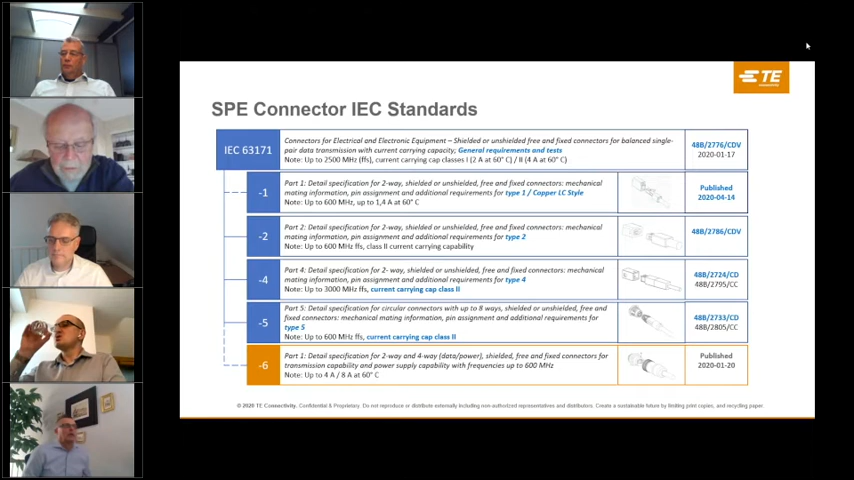 TE
SPE Connector IEC Standards
IEC 63171
Connectors for Electrical and Electronic Equipment – Shielded or unshielded free and fixed connectors for balanced single-
pair data transmission with current carrying capacity; General requirements and tests
Note: Up to 2500 MHz (ffs), current carrying cap classes I (2 A at 60° C) / II (4 A at 60° C)
48B/2776/CDV
2020-01-17
-1
Part 1: Detail specification for 2-way, shielded or unshielded, free and fixed connectors: mechanical
mating information, pin assignment and additional requirements for type 1 / Copper LC Style
Note: Up to 600 MHz, up to 1,4 A at 60° C
Published
2020-04-14
-2
Part 2: Detail specification for 2-way, shielded or unshielded, free and fixed connectors: mechanical
mating information, pin assignment and additional requirements for type 2
Note: Up to 600 MHz ffs, class II current carrying capability
48B/2786/CDV
-4
Part 4: Detail specification for 2- way, shielded or unshielded, free and fixed connectors: mechanical
mating information, pin assignment and additional requirements for type 4
Note: Up to 3000 MHz ffs, current carrying cap class II
48B/2724/CD
48B/2795/CC
-5
Part 5: Detail specification for circular connectors with up to 8 ways, shielded or unshielded, free and
fixed connectors: mechanical mating information, pin assignment and additional requirements for
type 5
Note: Up to 600 MHz ffs, current carrying cap class II
48B/2733/CD
48B/2805/CC
-6
Part 1: Detail specification for 2-way and 4-way (data/power), shielded, free and fixed connectors for
transmission capability and power supply capability with frequencies up to 600 MHz
Note: Up to 4 A / 8 A at 60° C
Published
2020-01-20
© 2020 TE Connectivity. Confidential & Proprietary. Do not reproduce or distribute externally including non-authorized representatives and distributors. Create a sustainable future by limiting print copies, and recycling paper.